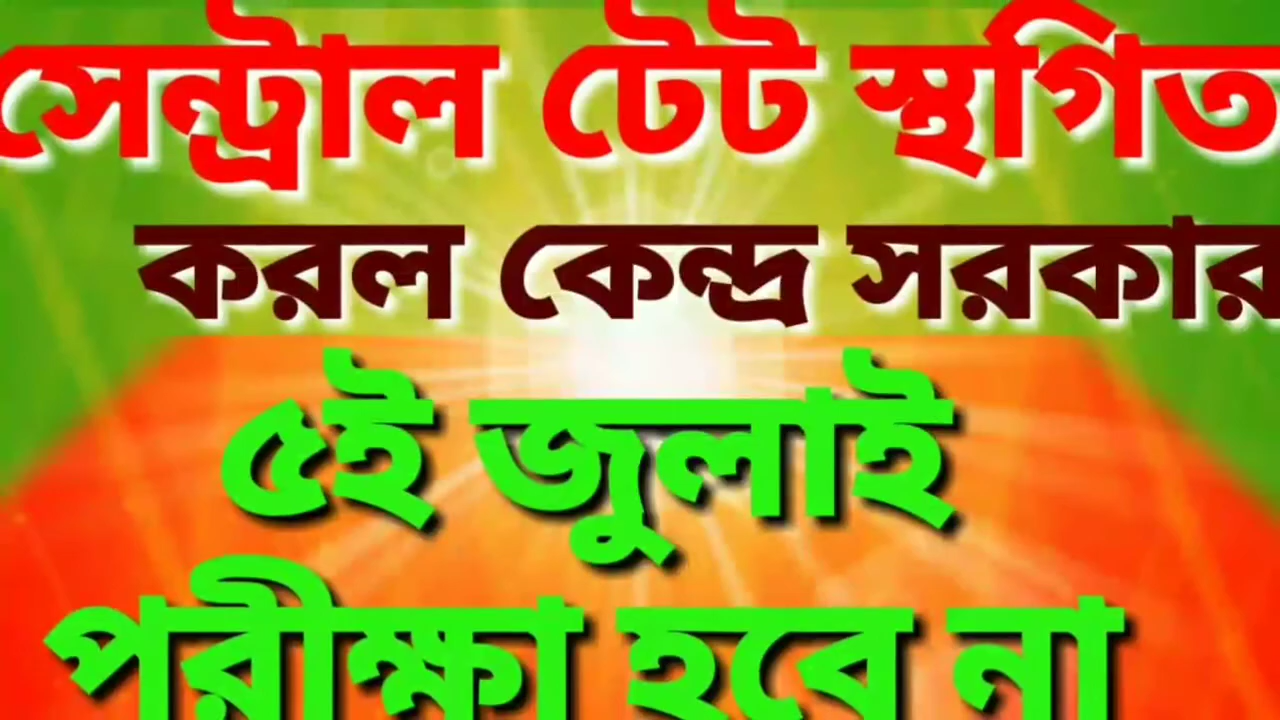 সেন্ট্রাল টেট স্থগিত
করল কেন্দ্র সরকার
৫ই জুলাই
পরীক্ষা হবে না